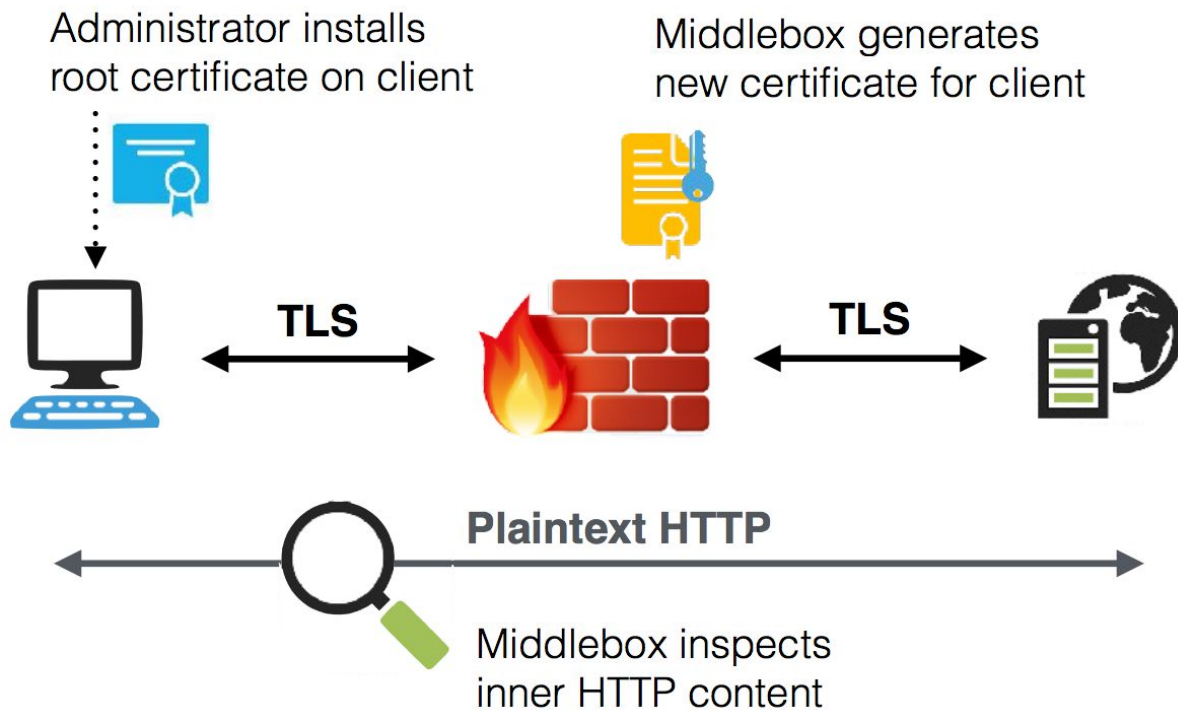 Administrator installs
root certificate on client
Middlebox generates
new certificate for client
TLS
TLS
Plaintext HTTP
Middlebox inspects
inner HTTP content